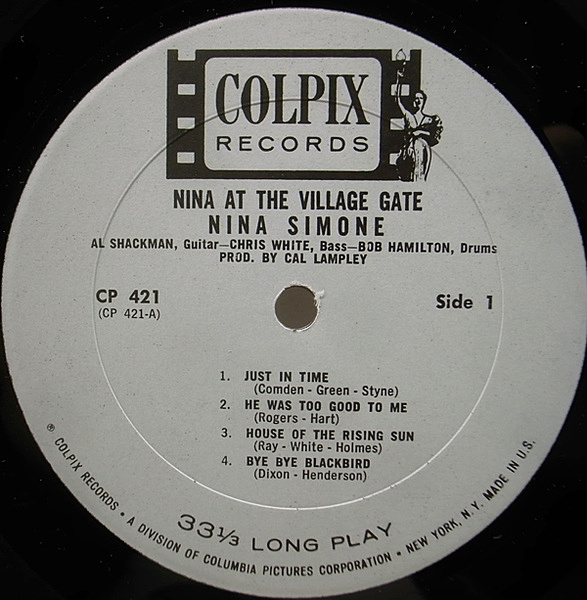 COLPIX
RECORDS
NINA AT THE VILLAGE GATE
NINA SIMONE
AL SHACKMAN, Guitar—CHRIS WHITE, Bass—BOB HAMILTON, Drums
PROD. BY CAL LAMPLEY
CP 421
(CP 421-A)
Side 1
1. JUST IN TIME
(Comden - Green - Styne)
2. HE WAS TOO GOOD TO ME
(Rogers - Hart)
3. HOUSE OF THE RISING SUN
(Ray - White - Holmes)
4. BYE BYE BLACKBIRD
(Dixon - Henderson)
33⅓ LONG PLAY
℗ COLPIX RECORDS • A DIVISION OF COLUMBIA PICTURES CORPORATION • NEW YORK, N.Y. MADE IN U.S.